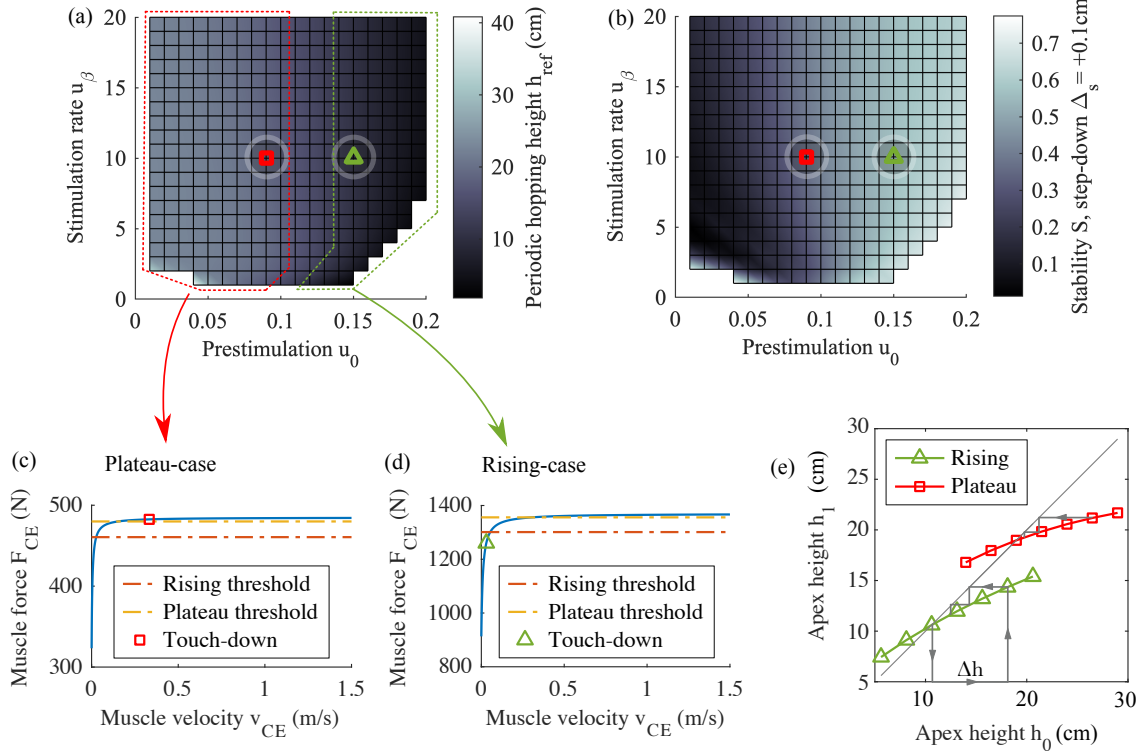 (a)
Stimulation rate u_β
20
15
10
5
0
0
0.05
0.1
0.15
0.2
Prestimulation u_0
40
30
20
10
Periodic hopping height h_ref (cm)
(b)
Stimulation rate u_β
20
15
10
5
0
0
0.05
0.1
0.15
0.2
Prestimulation u_0
0.7
0.6
0.5
0.4
0.3
0.2
0.1
Stability S, step-down Δ_s = +0.1cm
(c) Plateau-case
Muscle force F_CE (N)
500
400
300
Rising threshold
Plateau threshold
Touch-down
0
0.5
1
1.5
Muscle velocity v_CE (m/s)
(d) Rising-case
Muscle force F_CE (N)
1400
1200
1000
800
Rising threshold
Plateau threshold
Touch-down
0
0.5
1
1.5
Muscle velocity v_CE (m/s)
(e)
Apex height h_1 (cm)
30
25
20
15
10
5
Rising
Plateau
Δh
10
20
30
Apex height h_0 (cm)